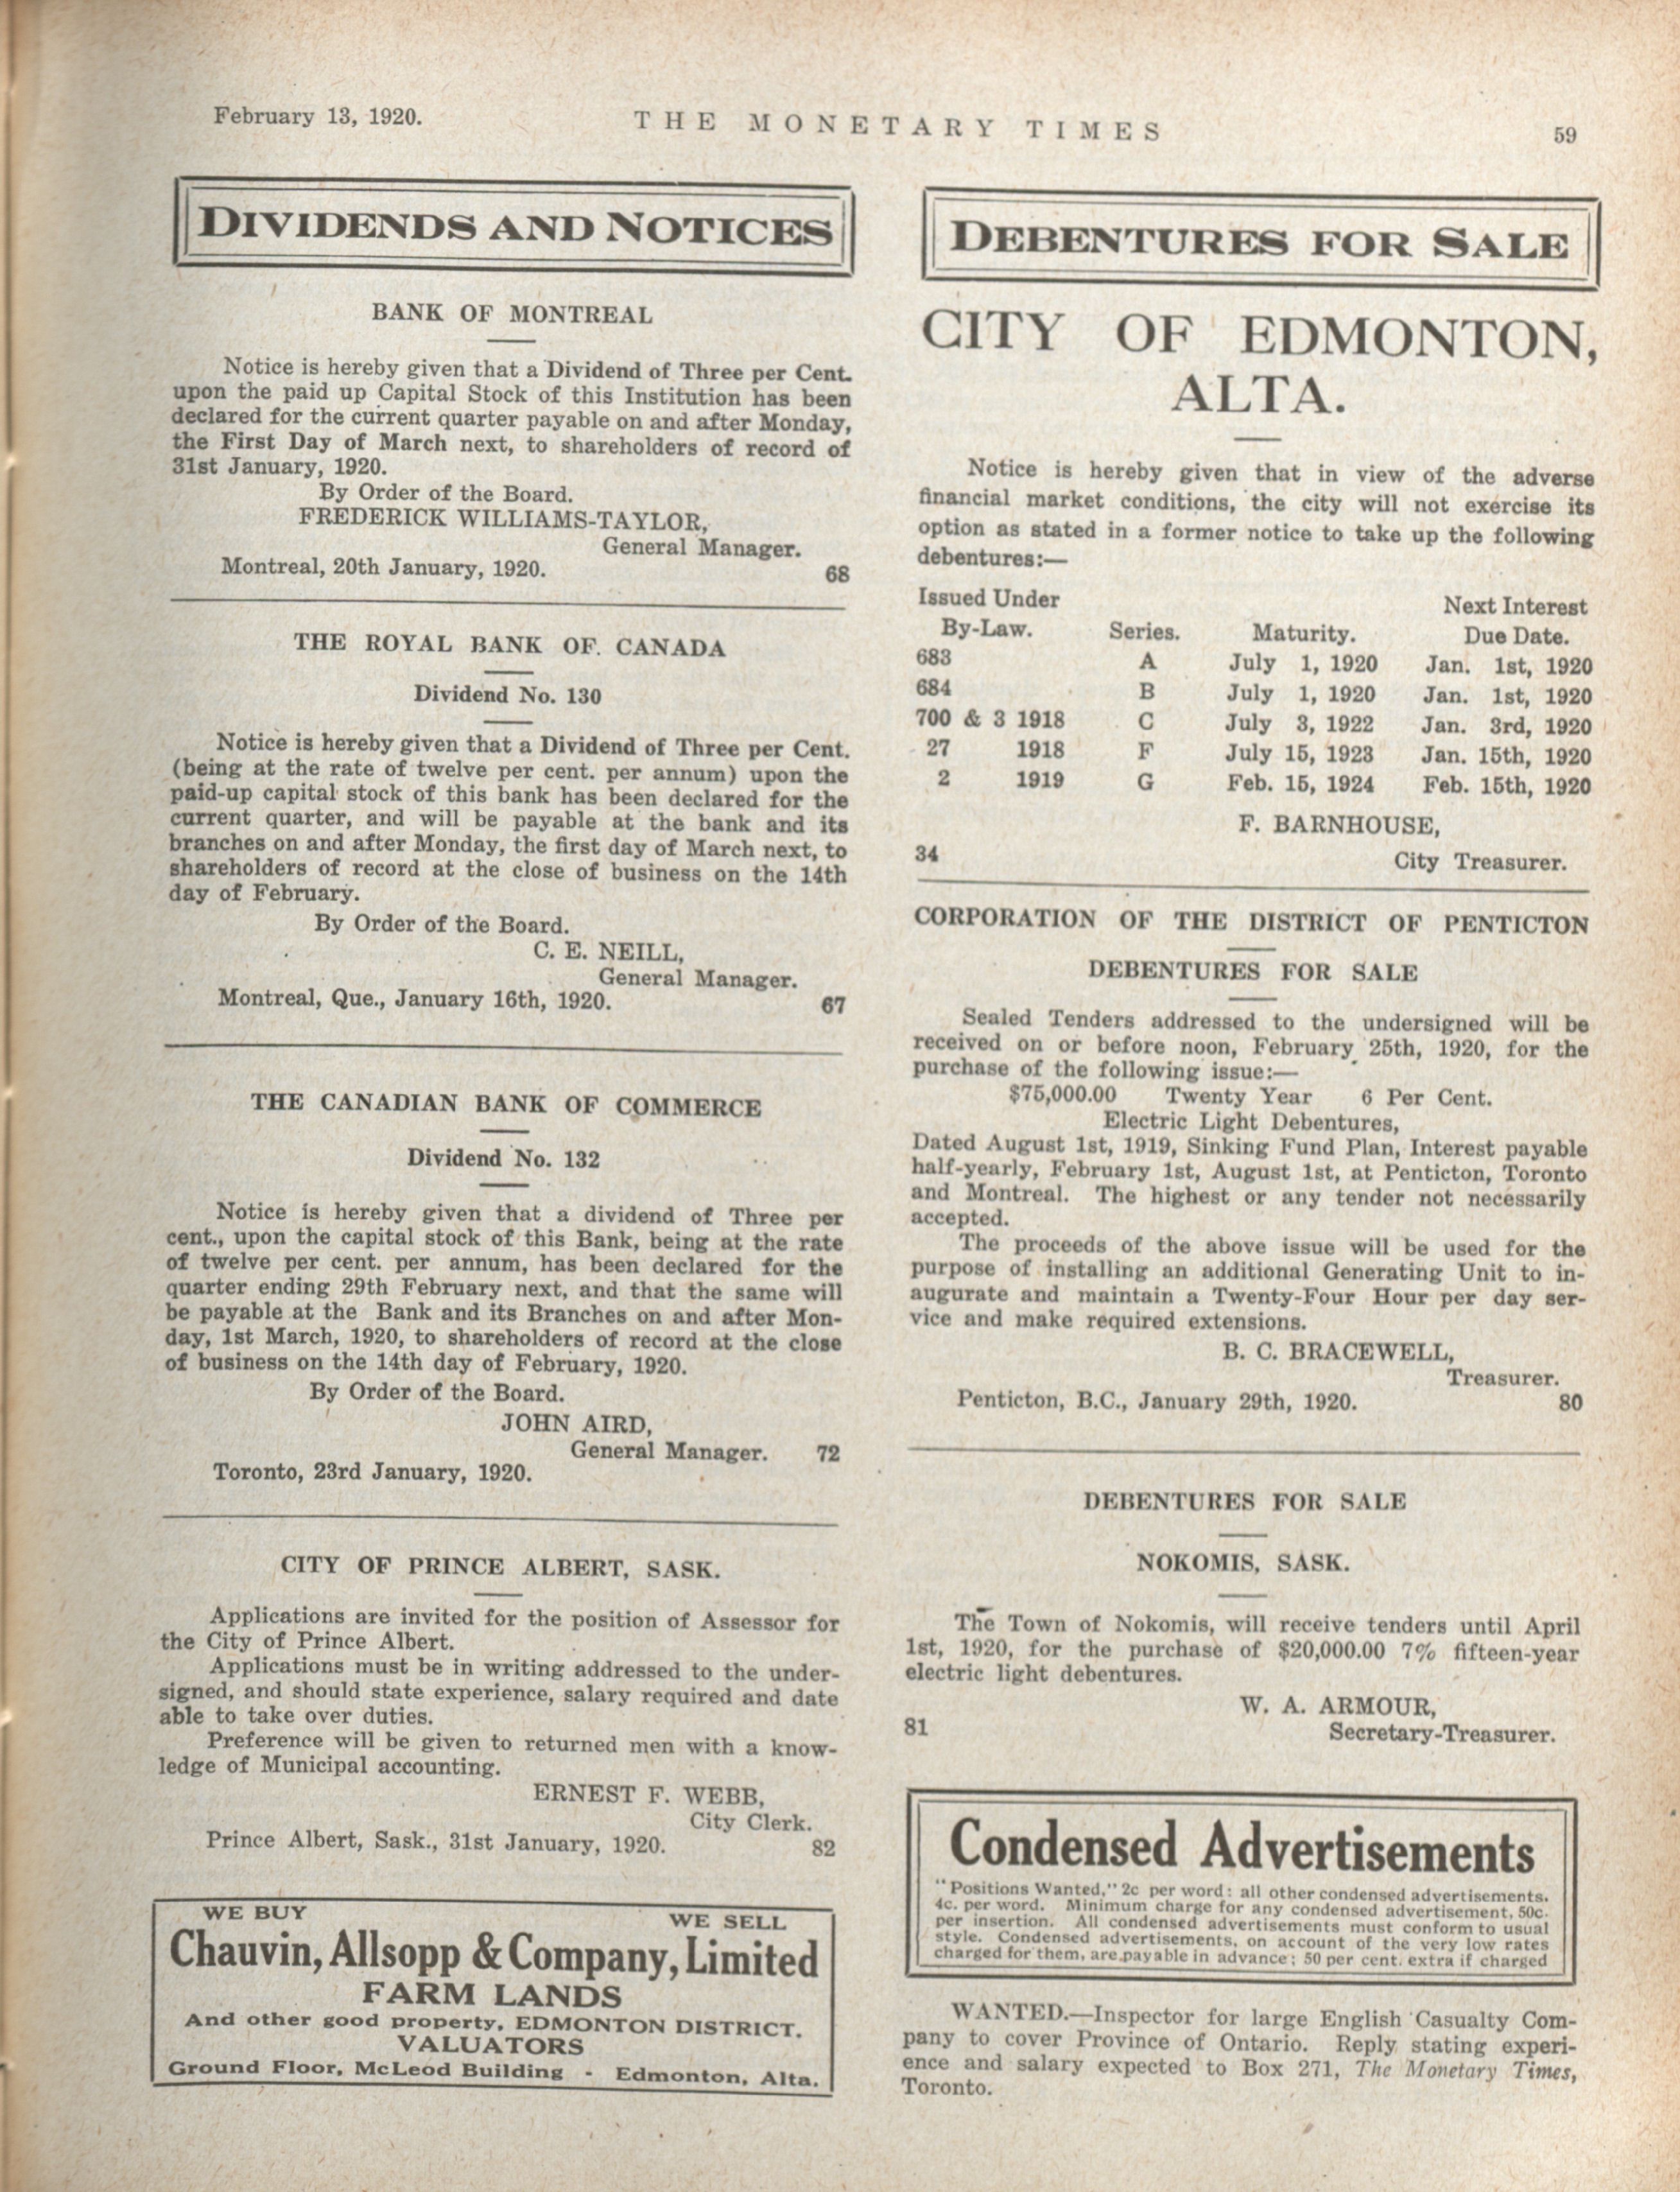 February 13, 1920.
THE MONETARY TIMES
59
DIVIDENDS AND NOTICES
BANK OF MONTREAL
Notice is hereby given that a Dividend of Three per Cent.
upon the paid up Capital Stock of this Institution has been
declared for the current quarter payable on and after Monday,
the First Day of March next, to shareholders of record of
31st January, 1920.
By Order of the Board.
FREDERICK WILLIAMS-TAYLOR,
General Manager.
Montreal, 20th January, 1920. 68
THE ROYAL BANK OF. CANADA
Dividend No. 130
Notice is hereby given that a Dividend of Three per Cent.
(being at the rate of twelve per cent. per annum) upon the
paid-up capital stock of this bank has been declared for the
current quarter, and will be payable at the bank and its
branches on and after Monday, the first day of March next, to
shareholders of record at the close of business on the 14th
day of February.
By Order of the Board.
C. E. NEILL,
General Manager.
Montreal, Que., January 16th, 1920. 67
THE CANADIAN BANK OF COMMERCE
Dividend No. 132
Notice is hereby given that a dividend of Three per
cent., upon the capital stock of this Bank, being at the rate
of twelve per cent. per annum, has been declared for the
quarter ending 29th February next, and that the same will
be payable at the Bank and its Branches on and after Mon-
day, 1st March, 1920, to shareholders of record at the close
of business on the 14th day of February, 1920.
By Order of the Board.
JOHN AIRD,
General Manager. 72
Toronto, 23rd January, 1920.
CITY OF PRINCE ALBERT, SASK.
Applications are invited for the position of Assessor for
the City of Prince Albert.
Applications must be in writing addressed to the under-
signed, and should state experience, salary required and date
able to take over duties.
Preference will be given to returned men with a know-
ledge of Municipal accounting.
ERNEST F. WEBB,
City Clerk.
Prince Albert, Sask., 31st January, 1920. 82
WE BUY WE SELL
Chauvin, Allsopp & Company, Limited
FARM LANDS
And other good property, EDMONTON DISTRICT.
VALUATORS
Ground Floor, McLeod Building - Edmonton, Alta.
DEBENTURES FOR SALE
CITY OF EDMONTON,
ALTA.
Notice is hereby given that in view of the adverse
financial market conditions, the city will not exercise its
option as stated in a former notice to take up the following
debentures:—
Issued Under Next Interest
By-Law. Series. Maturity. Due Date.
683 A July 1, 1920 Jan. 1st, 1920
684 B July 1, 1920 Jan. 1st, 1920
700 & 3 1918 C July 3, 1922 Jan. 3rd, 1920
27 1918 F July 15, 1923 Jan. 15th, 1920
2 1919 G Feb. 15, 1924 Feb. 15th, 1920
F. BARNHOUSE,
34 City Treasurer.
CORPORATION OF THE DISTRICT OF PENTICTON
DEBENTURES FOR SALE
Sealed Tenders addressed to the undersigned will be
received on or before noon, February 25th, 1920, for the
purchase of the following issue:—
$75,000.00 Twenty Year 6 Per Cent.
Electric Light Debentures,
Dated August 1st, 1919, Sinking Fund Plan, Interest payable
half-yearly, February 1st, August 1st, at Penticton, Toronto
and Montreal. The highest or any tender not necessarily
accepted.
The proceeds of the above issue will be used for the
purpose of installing an additional Generating Unit to in-
augurate and maintain a Twenty-Four Hour per day ser-
vice and make required extensions.
B. C. BRACEWELL,
Treasurer.
Penticton, B.C., January 29th, 1920. 80
DEBENTURES FOR SALE
NOKOMIS, SASK.
The Town of Nokomis, will receive tenders until April
1st, 1920, for the purchase of $20,000.00 7% fifteen-year
electric light debentures.
W. A. ARMOUR,
81 Secretary-Treasurer.
Condensed Advertisements
"Positions Wanted," 2c per word: all other condensed advertisements.
4c. per word. Minimum charge for any condensed advertisement, 50c.
per insertion. All condensed advertisements must conform to usual
style. Condensed advertisements, on account of the very low rates
charged for them, are payable in advance; 50 per cent. extra if charged
WANTED.—Inspector for large English Casualty Com-
pany to cover Province of Ontario. Reply stating experi-
ence and salary expected to Box 271, The Monetary Times,
Toronto.